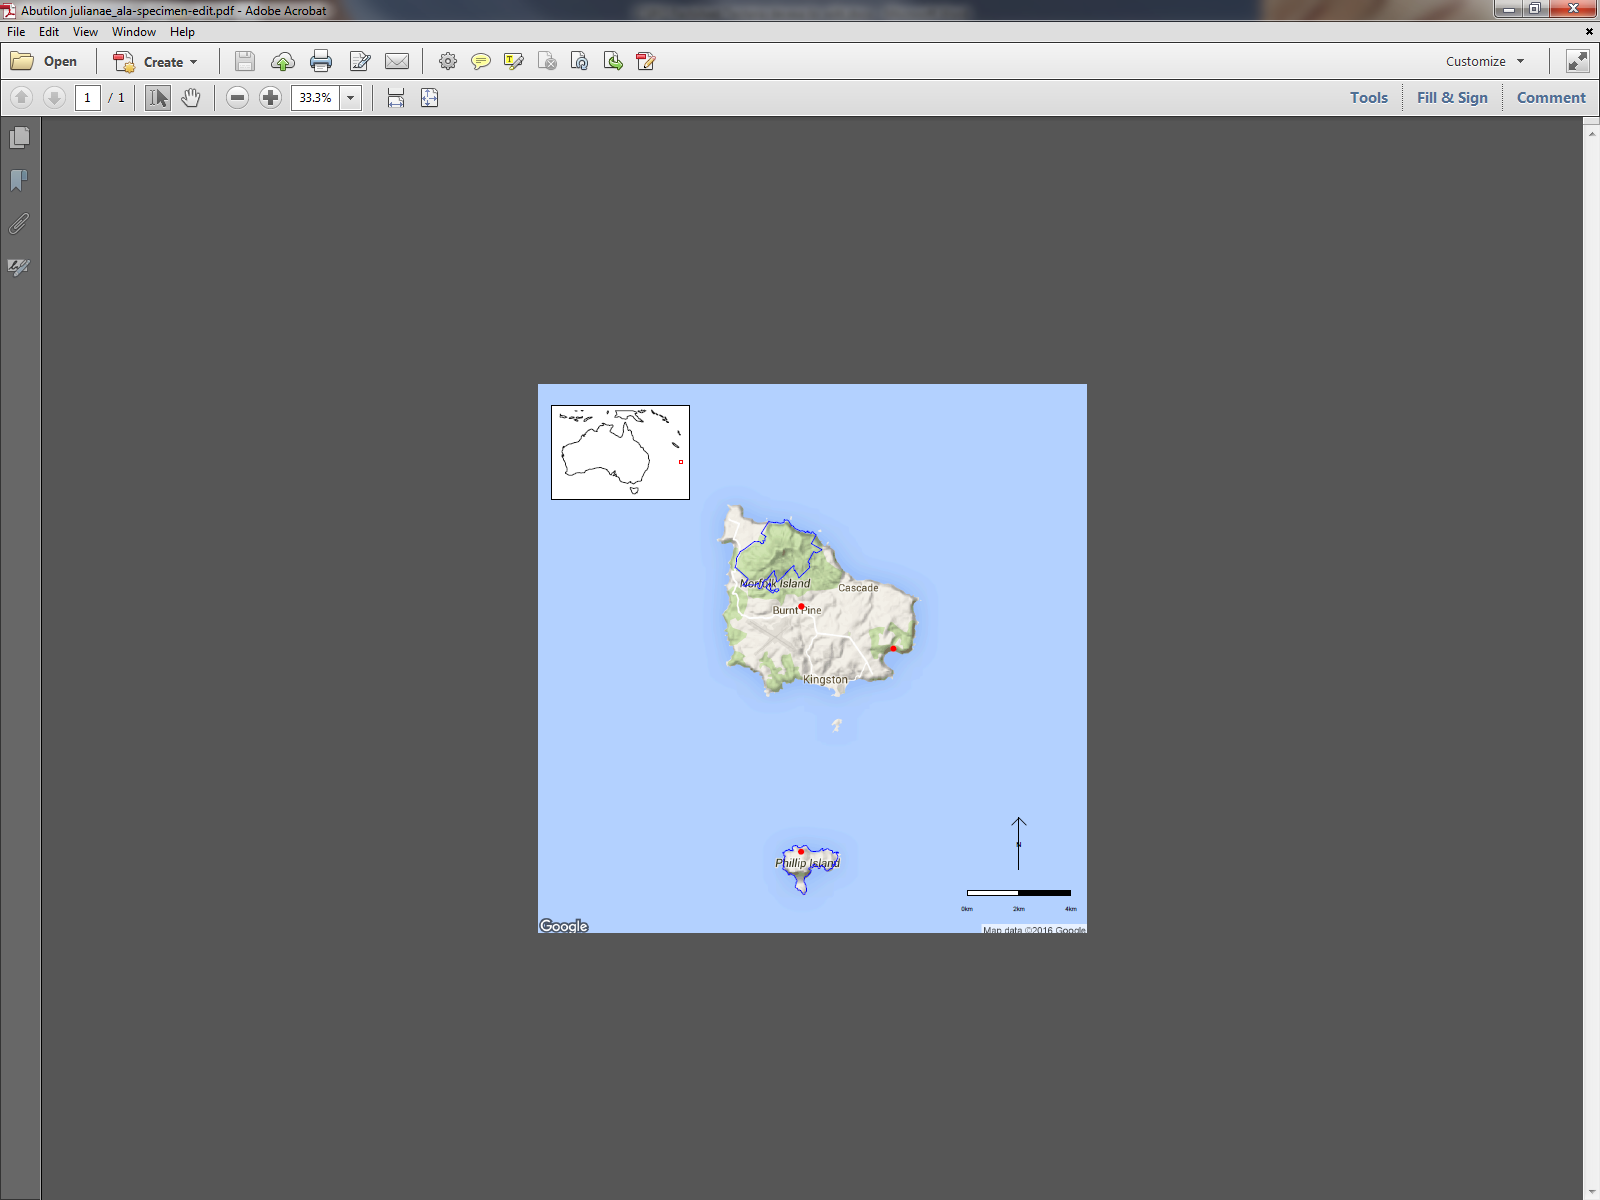 Abutilon julianae_ala-specimen-edit.pdf - Adobe Acrobat
File Edit View Window Help
Open Create Customize
1 / 1 33.3% Tools Fill & Sign Comment
Norfolk Island
Cascade
Burnt Pine
Kingston
Phillip Island
N
0km 2km 4km
Google
Map data ©2016 Google